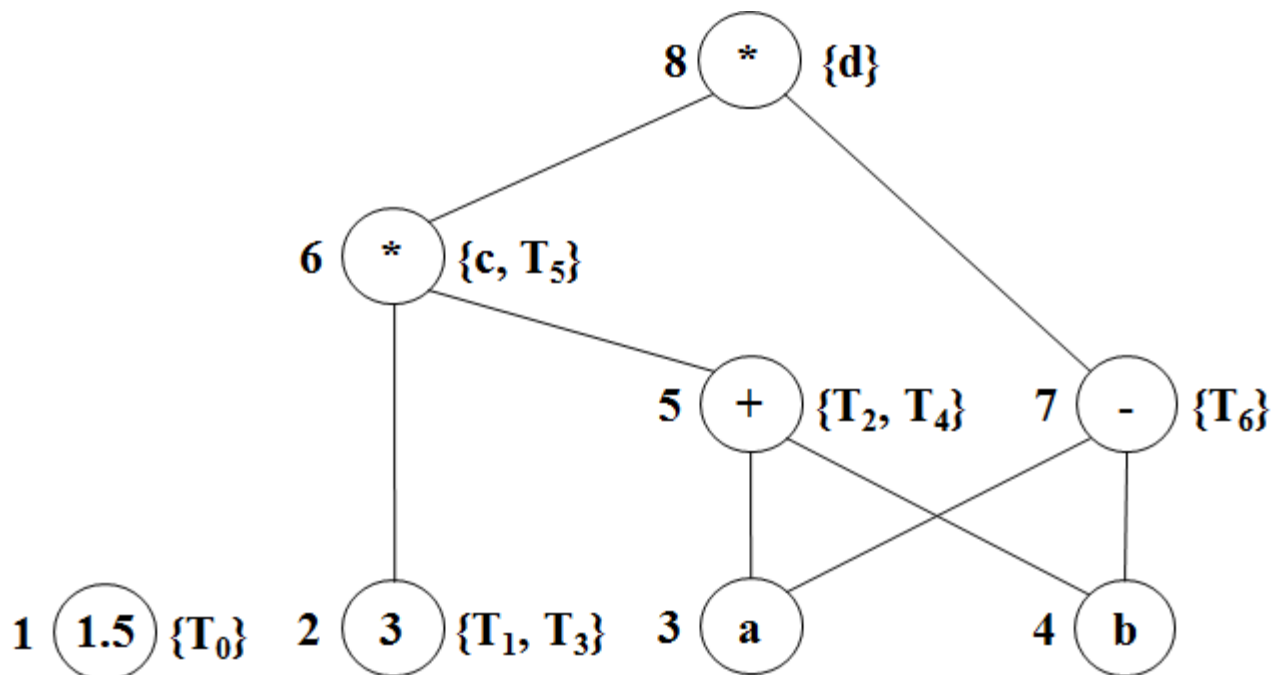 8 * {d}
6 * {c, T₅}
5 + {T₂, T₄} 7 - {T₆}
1 1.5 {T₀} 2 3 {T₁, T₃} 3 a 4 b